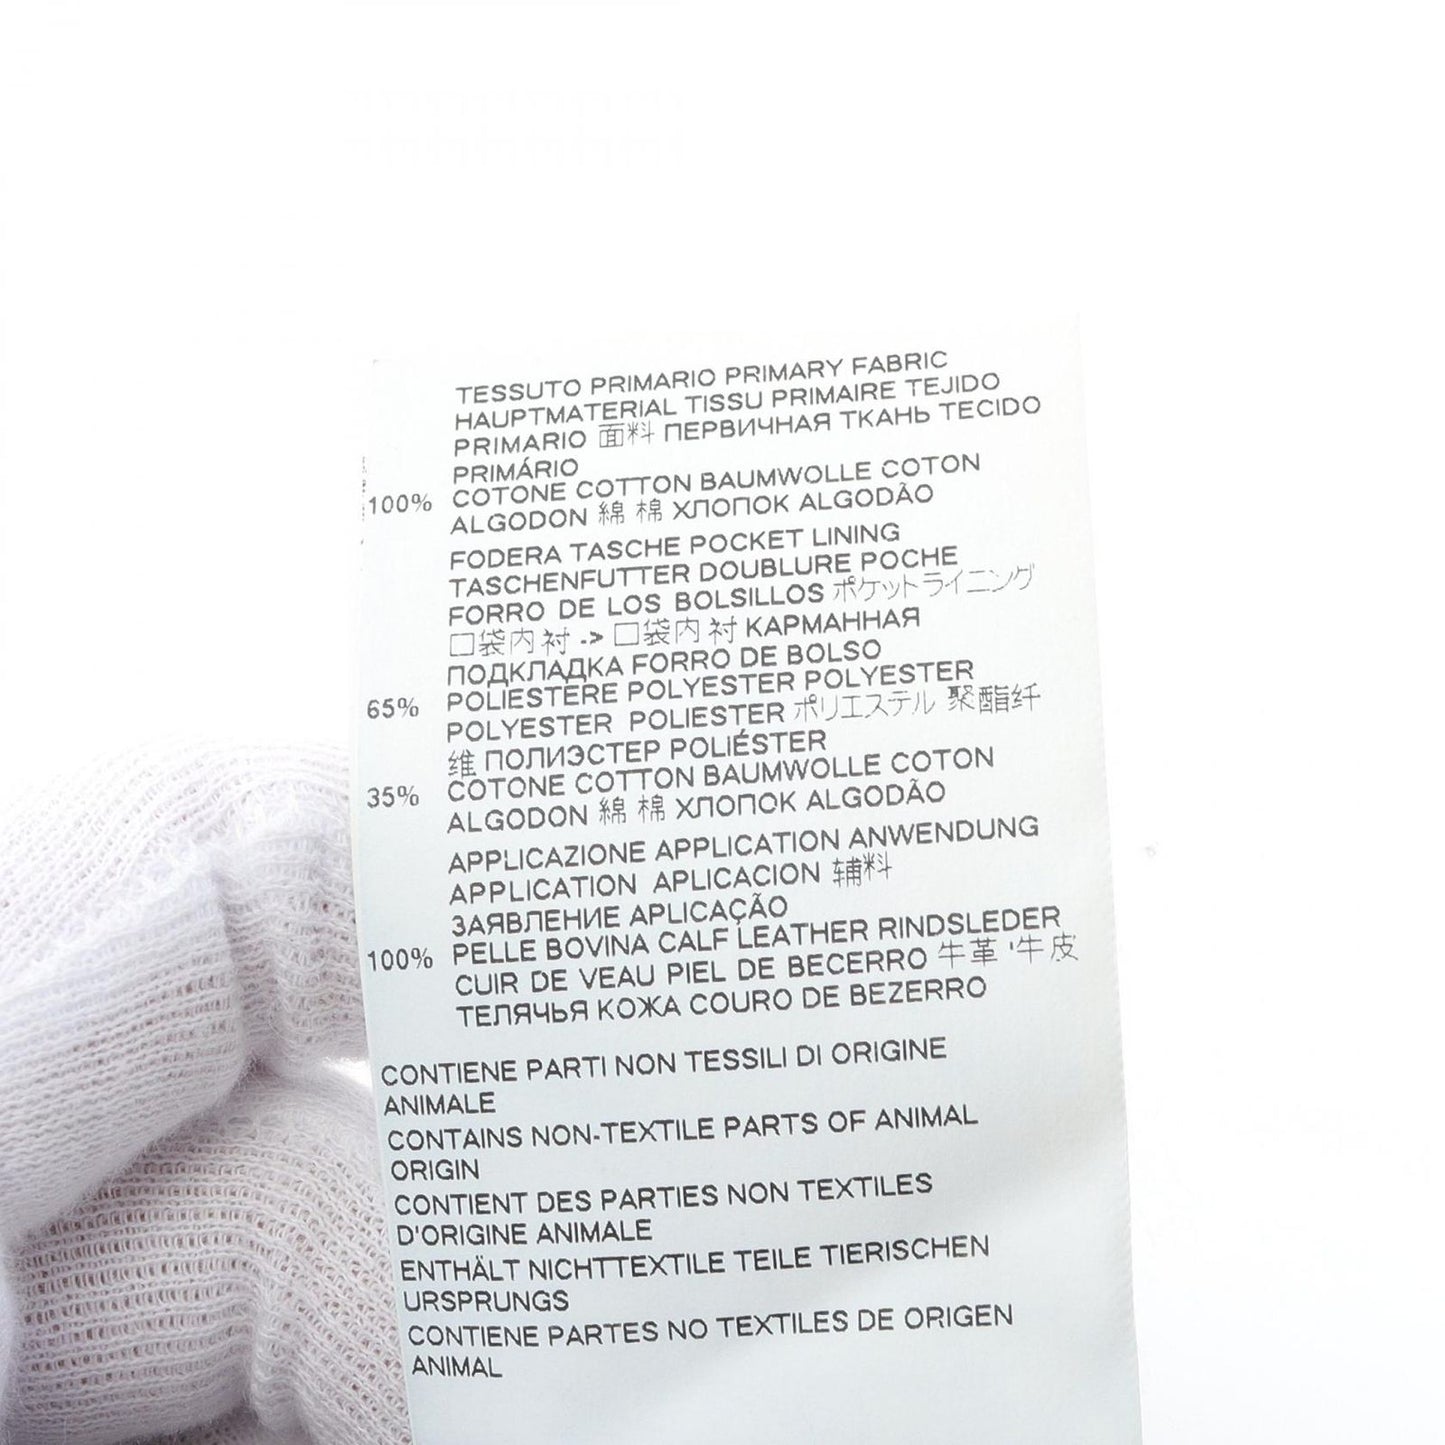 TESSUTO PRIMARIO PRIMARY FABRIC
HAUPTMATERIAL TISSU PRIMAIRE TEJIDO
PRIMARIO 面料 ПЕРВИЧНАЯ ТКАНЬ TECIDO
PRIMÁRIO
100% COTONE COTTON BAUMWOLLE COTON
ALGODON 綿 棉 ХЛОПОК ALGODÃO
FODERA TASCHE POCKET LINING
TASCHENFUTTER DOUBLURE POCHE
FORRO DE LOS BOLSILLOS ポケットライニング
口袋内衬 -> 口袋内衬 КАРМАННАЯ
ПОДКЛАДКА FORRO DE BOLSO
65% POLIESTERE POLYESTER POLYESTER
POLYESTER POLIESTER ポリエステル 聚酯纤
维 ПОЛИЭСТЕР POLIÉSTER
35% COTONE COTTON BAUMWOLLE COTON
ALGODON 綿 棉 ХЛОПОК ALGODÃO
APPLICAZIONE APPLICATION ANWENDUNG
APPLICATION APLICACION 辅料
ЗАЯВЛЕНИЕ APLICAÇÃO
100% PELLE BOVINA CALF LEATHER RINDSLEDER
CUIR DE VEAU PIEL DE BECERRO 牛革 '牛皮
ТЕЛЯЧЬЯ КОЖА COURO DE BEZERRO
CONTIENE PARTI NON TESSILI DI ORIGINE
ANIMALE
CONTAINS NON-TEXTILE PARTS OF ANIMAL
ORIGIN
CONTIENT DES PARTIES NON TEXTILES
D'ORIGINE ANIMALE
ENTHÄLT NICHTTEXTILE TEILE TIERISCHEN
URSPRUNGS
CONTIENE PARTES NO TEXTILES DE ORIGEN
ANIMAL